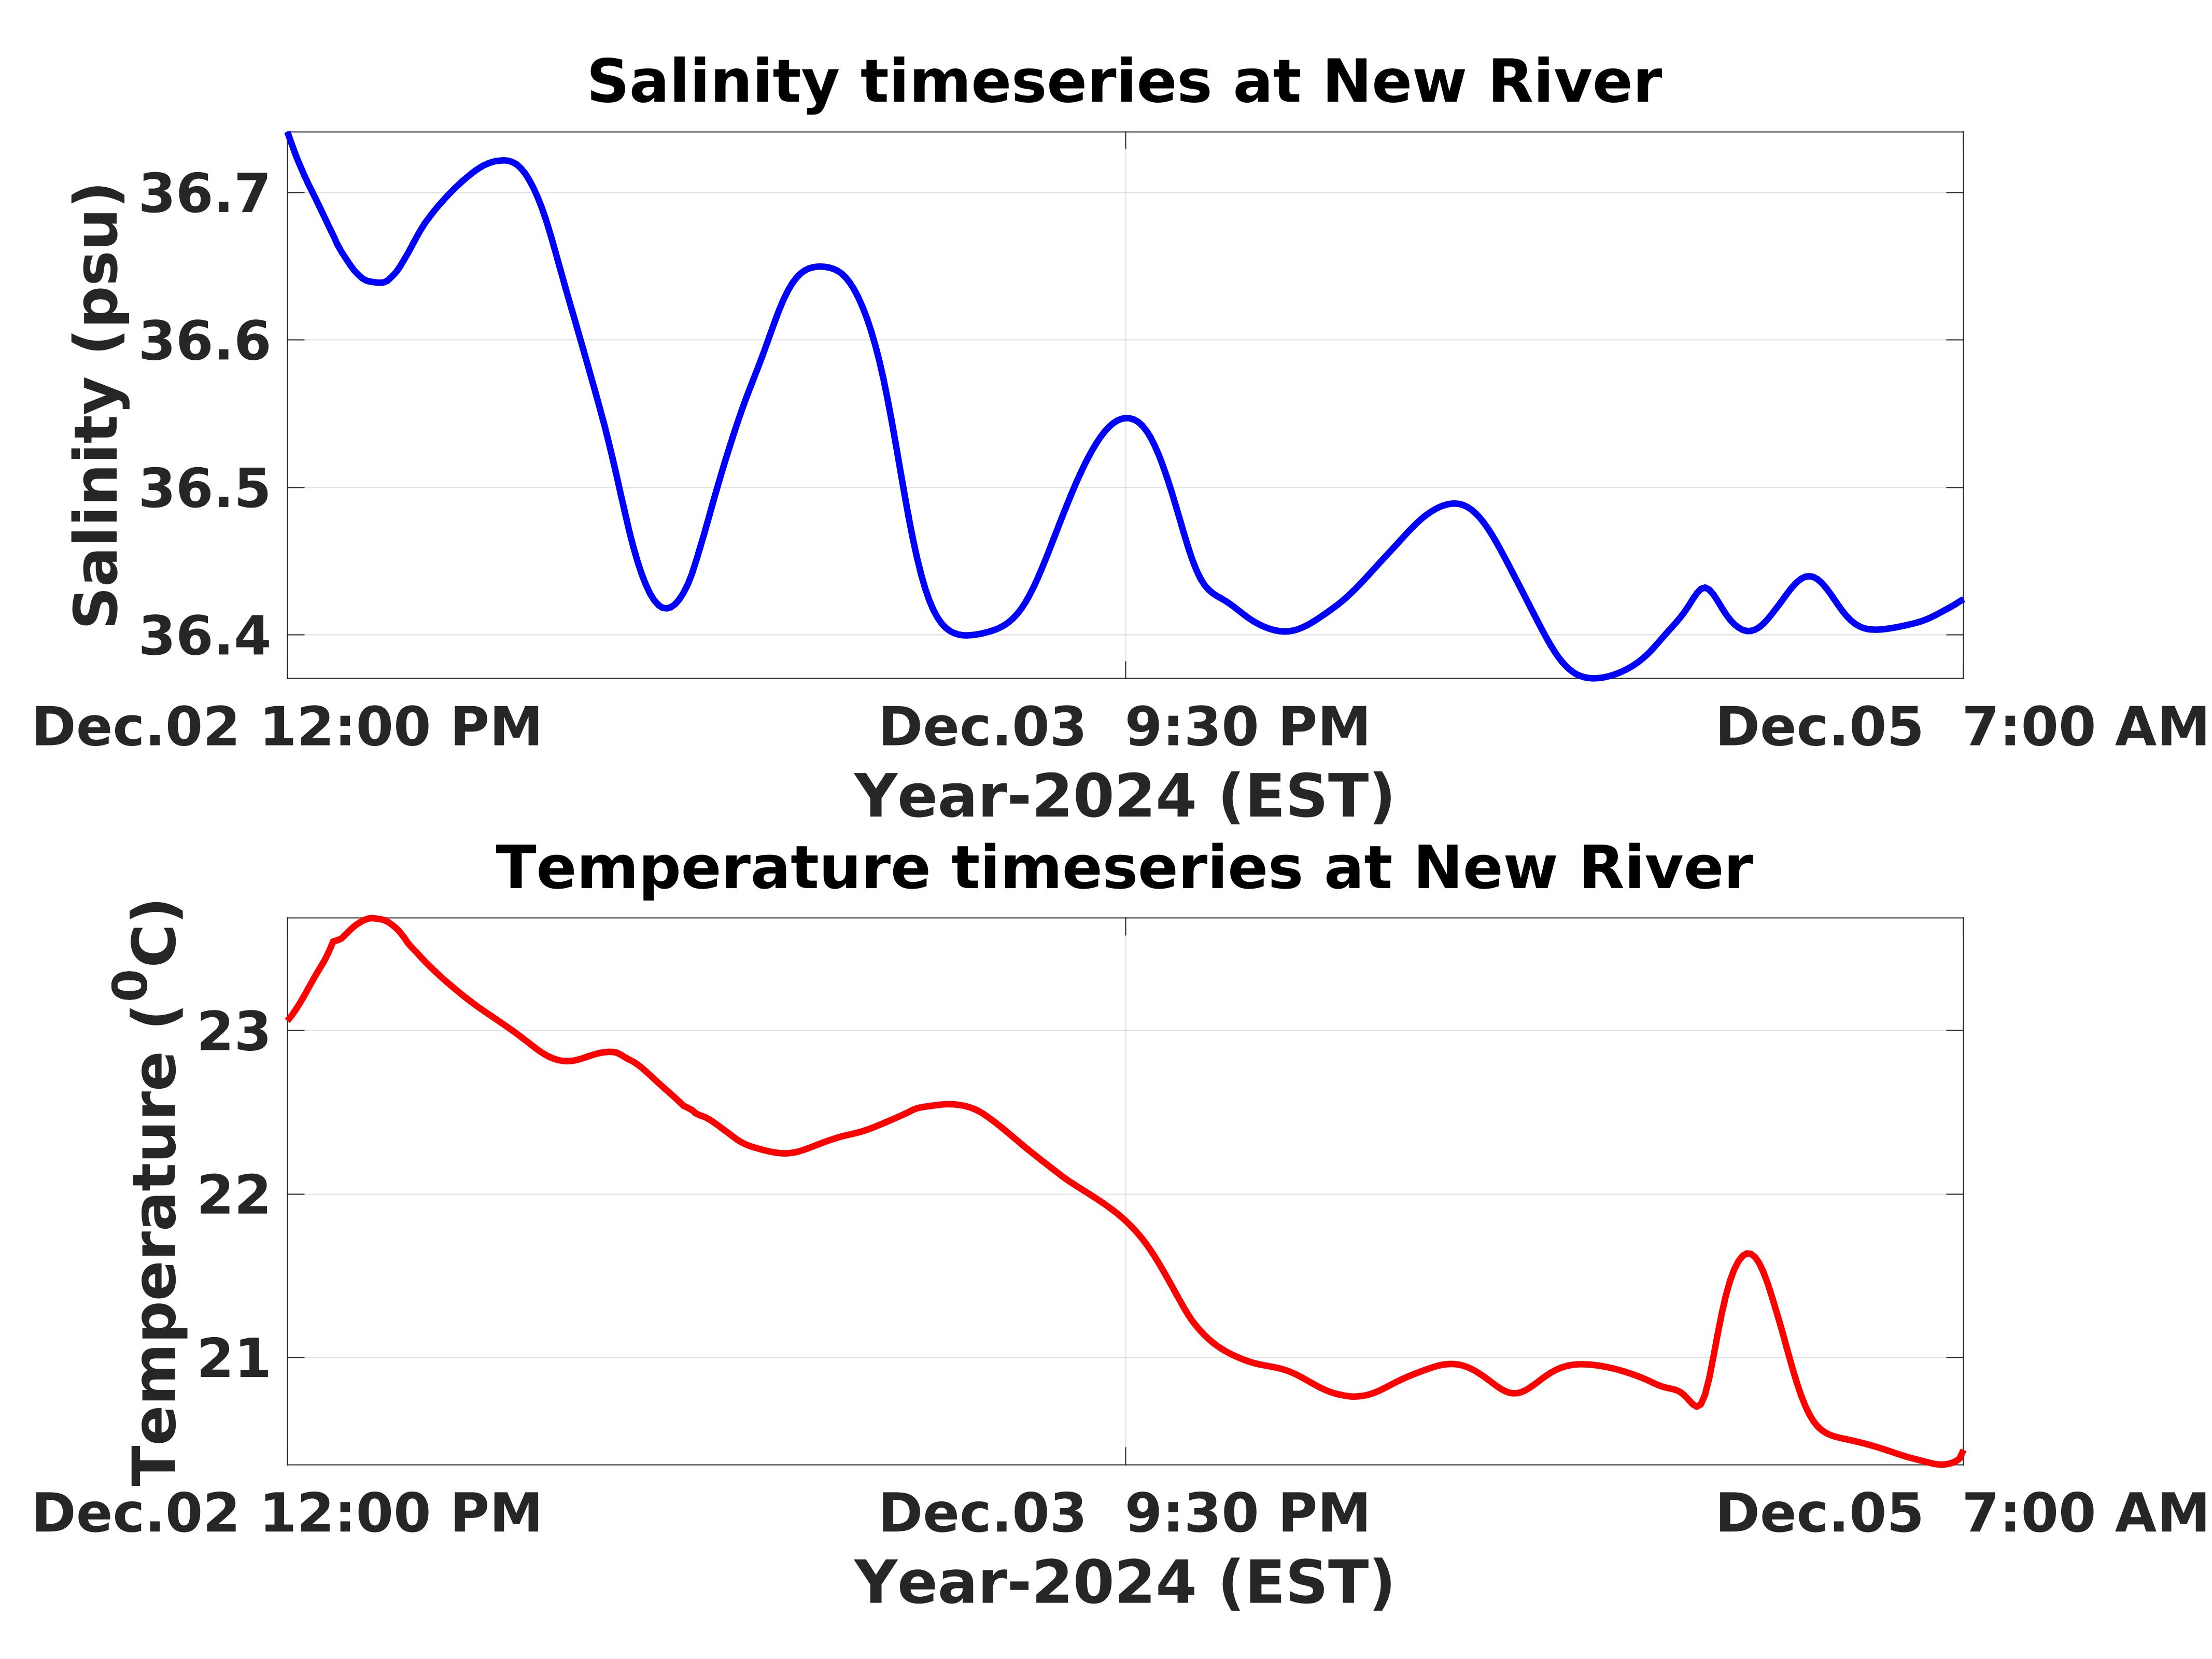 Salinity timeseries at New River
Salinity (psu)
36.7
36.6
36.5
36.4
Dec.02 12:00 PM Dec.03 9:30 PM Dec.05 7:00 AM
Year-2024 (EST)
Temperature timeseries at New River
Temperature (⁰C)
23
22
21
Dec.02 12:00 PM Dec.03 9:30 PM Dec.05 7:00 AM
Year-2024 (EST)